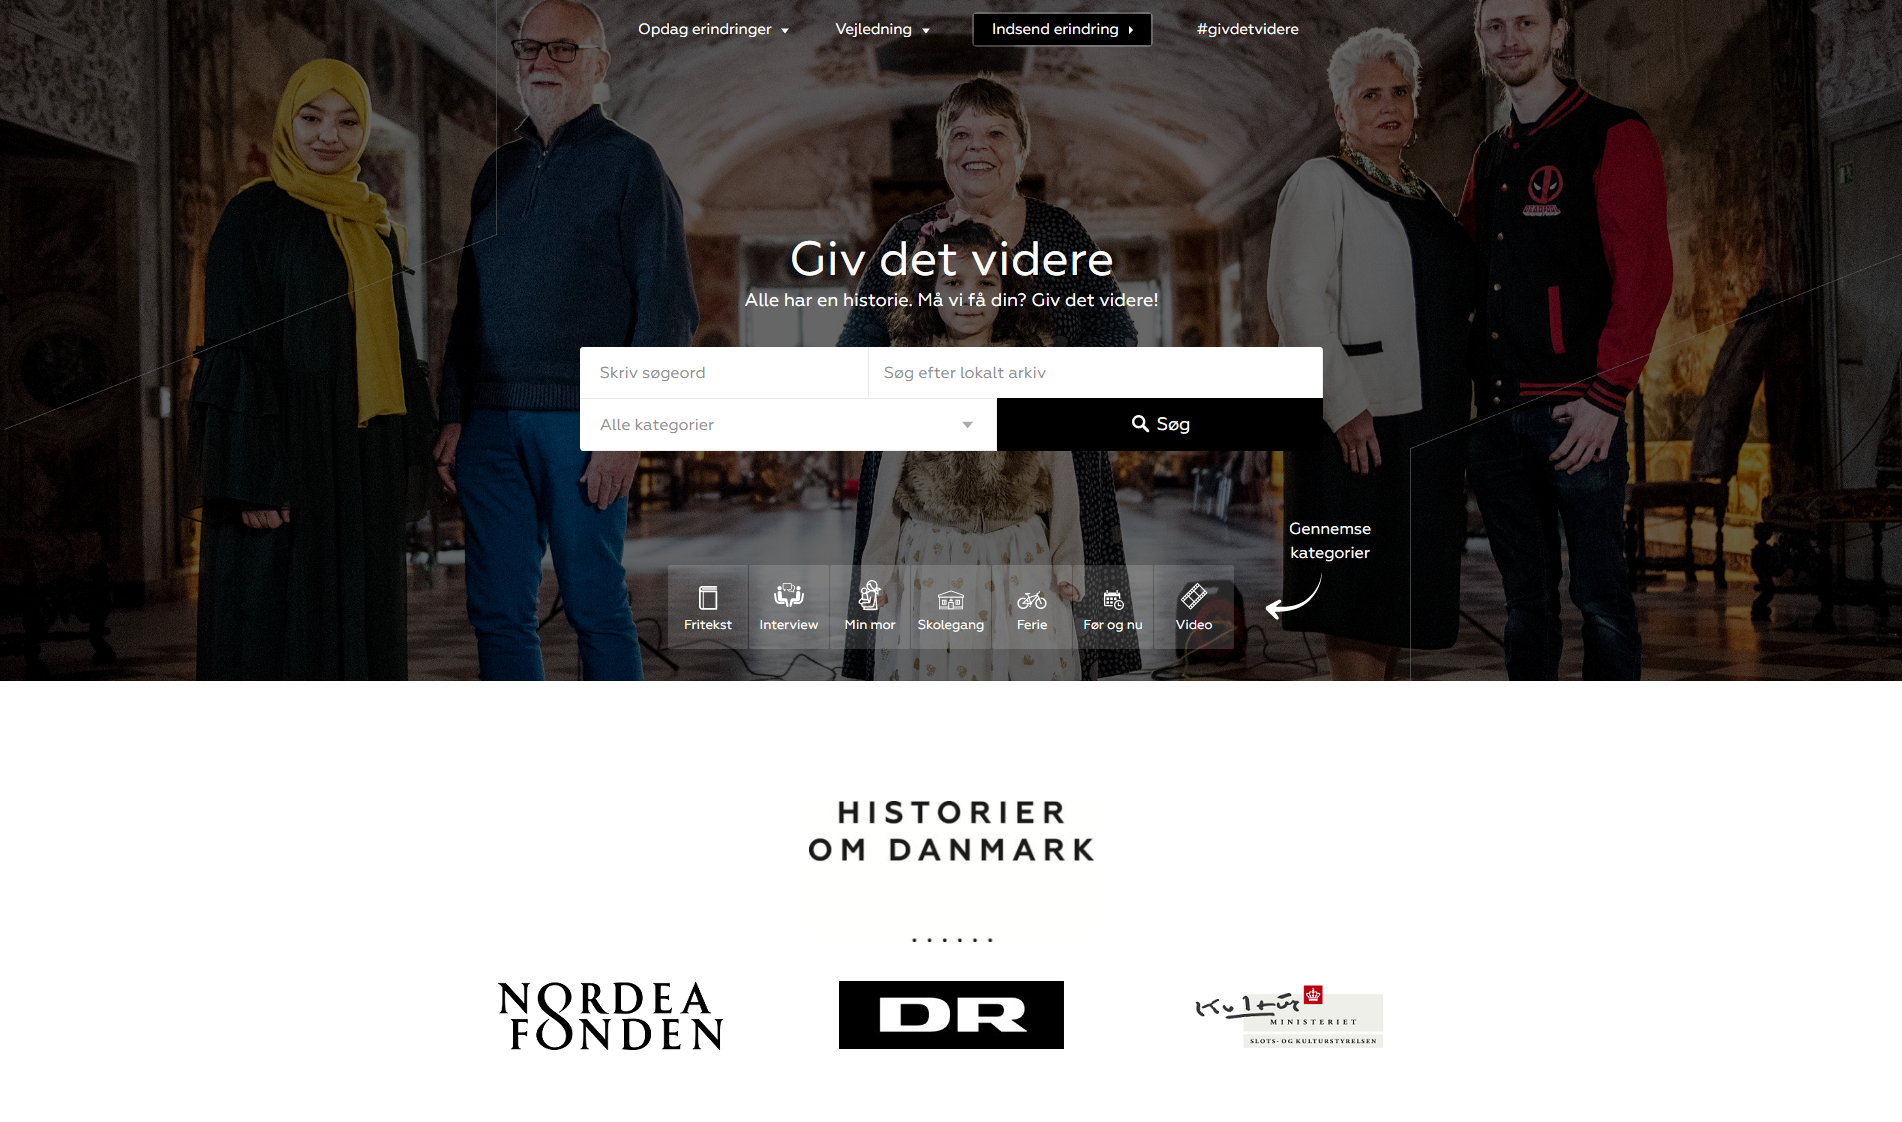 Opdag erindringer
Vejledning
Indsend erindring
#givdetvidere
Giv det videre
Alle har en historie. Må vi få din? Giv det videre!
Skriv søgeord
Søg efter lokalt arkiv
Alle kategorier
Søg
Gennemse
kategorier
Fritekst
Interview
Min mor
Skolegang
Ferie
Før og nu
Video
HISTORIER
OM DANMARK
......
NORDEA
FONDEN
DR
Kultur
MINISTERIET
SLOTS- OG KULTURSTYRELSEN